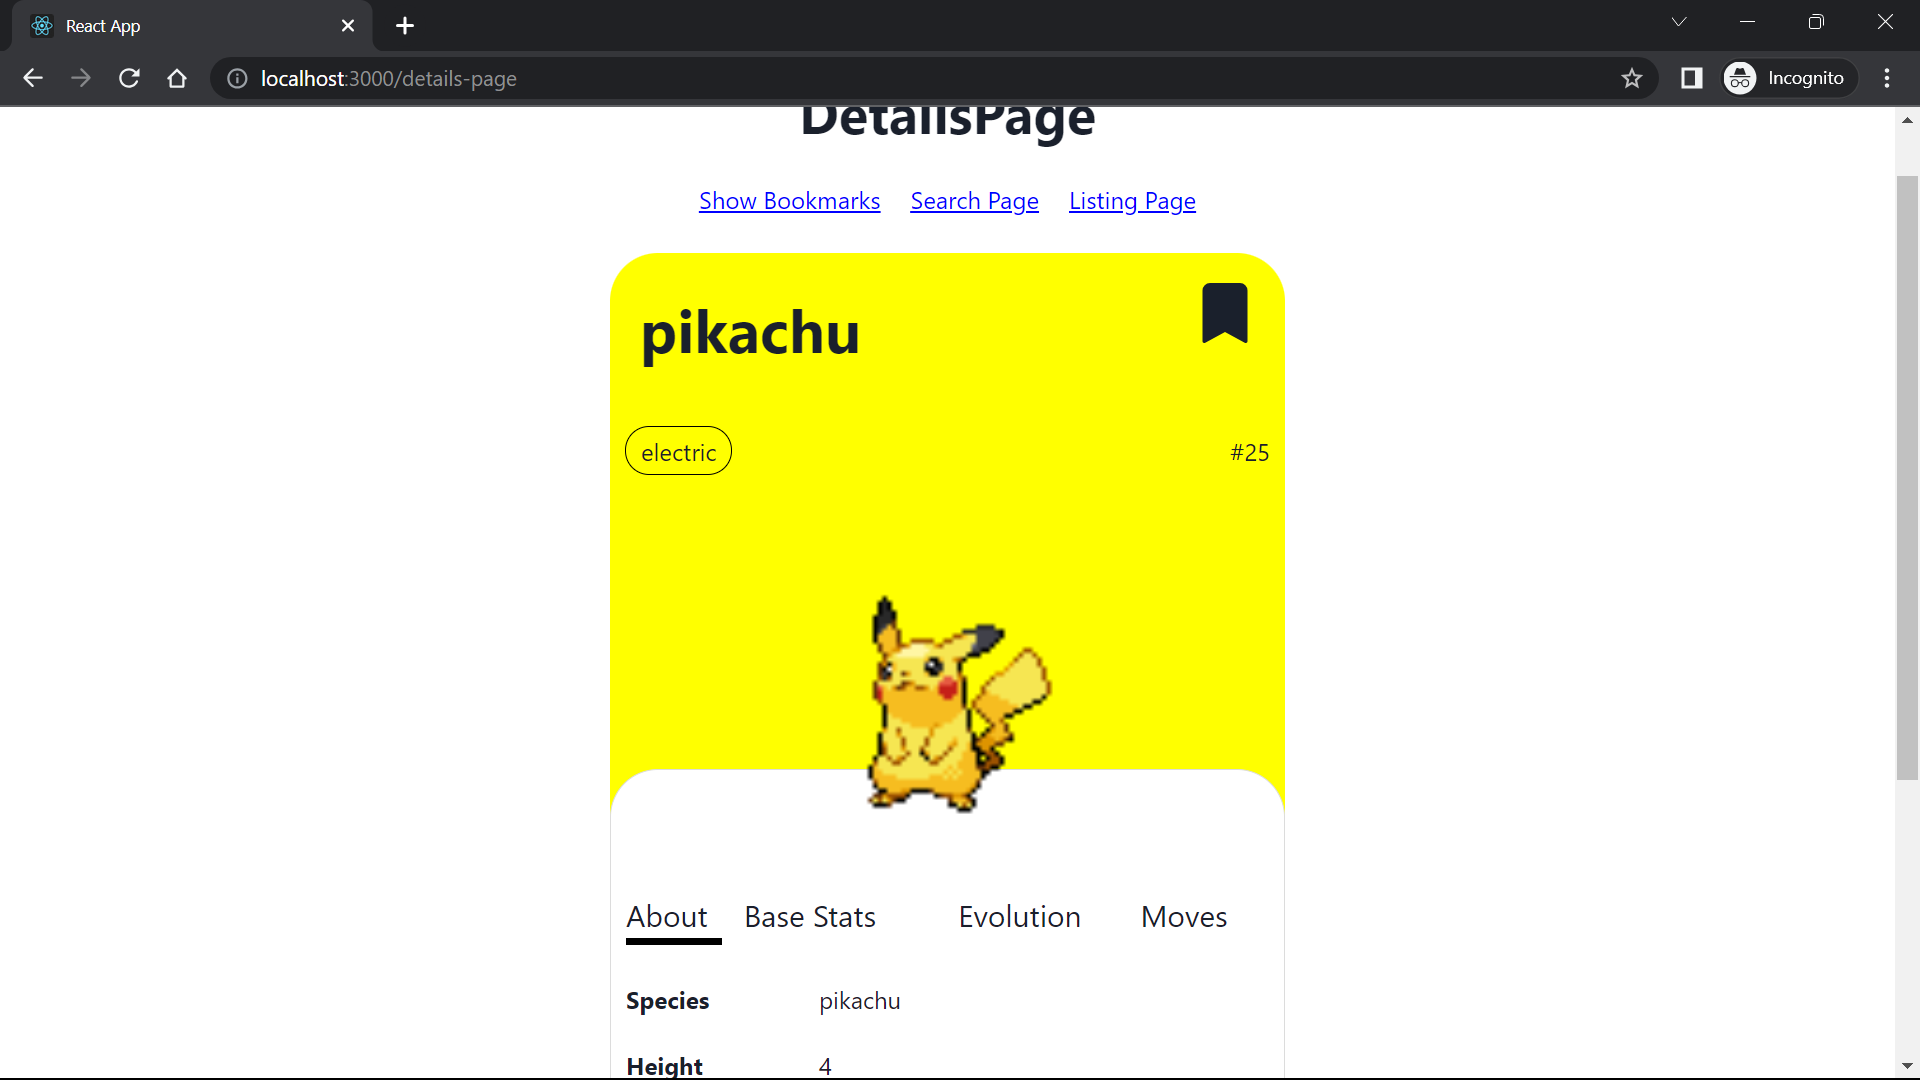 React App
localhost:3000/details-page
Incognito
DetailsPage
Show Bookmarks Search Page Listing Page
pikachu
electric #25
About Base Stats Evolution Moves
Species pikachu
Height 4